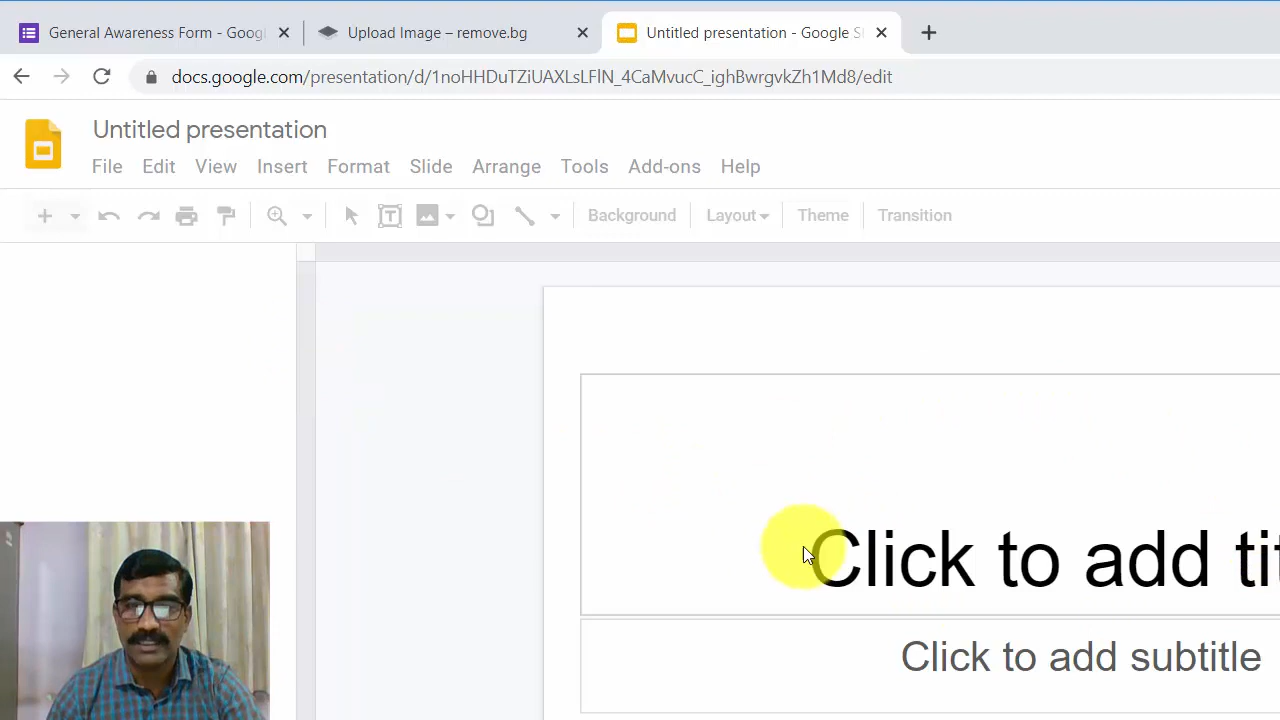 General Awareness Form - Goog
Upload Image – remove.bg
Untitled presentation - Google S
docs.google.com/presentation/d/1noHHDuTZiUAXLsLFlN_4CaMvucC_ighBwrgvkZh1Md8/edit
Untitled presentation
File Edit View Insert Format Slide Arrange Tools Add-ons Help
Background Layout Theme Transition
Click to add tit
Click to add subtitle